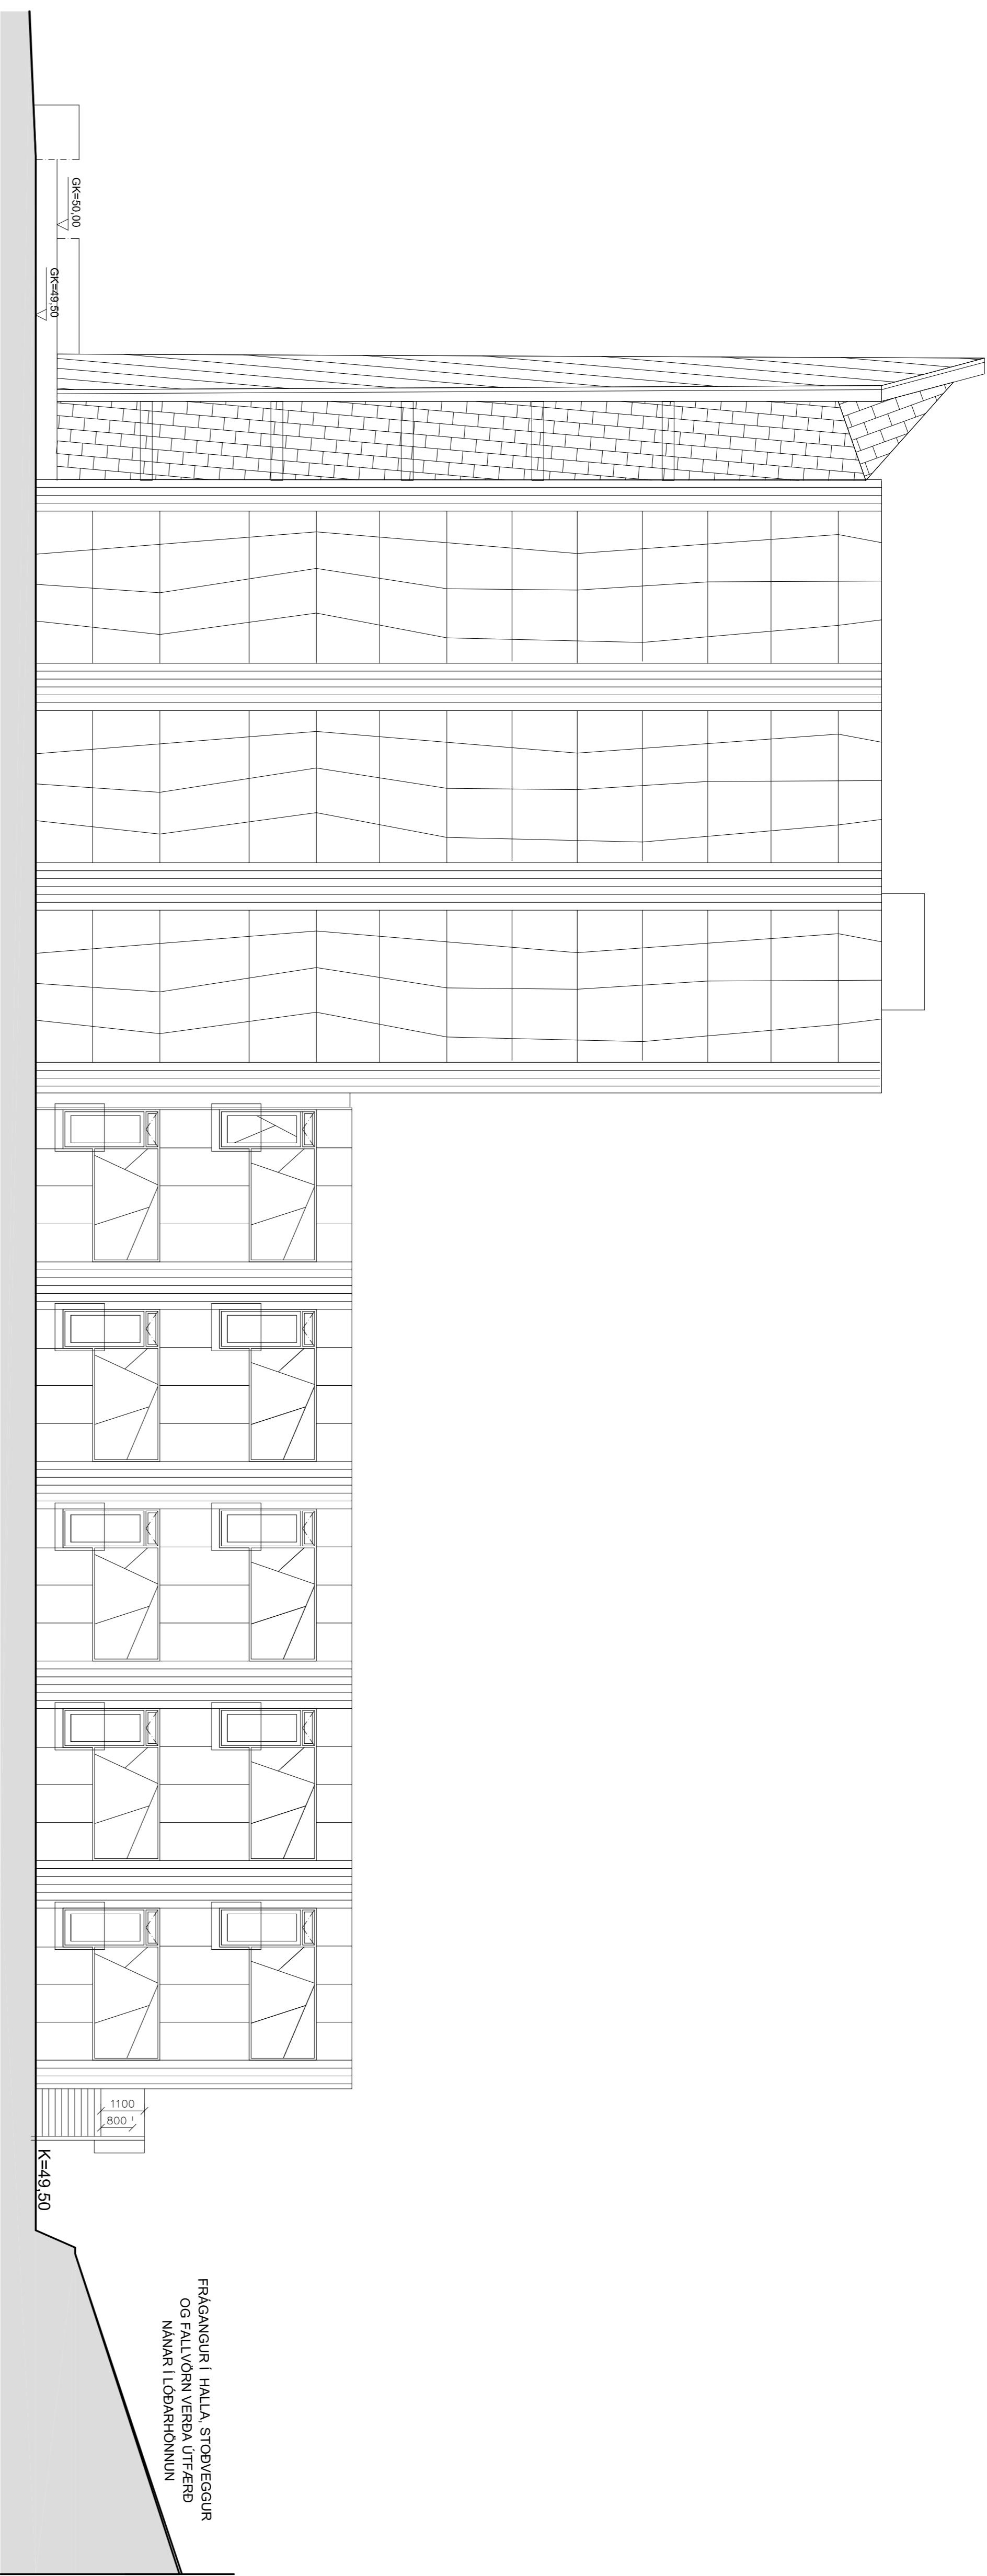 GK=50,00
GK=49,50
1100
800
K=49,50
FRÁGANGUR Í HALLA, STOÐVEGGUR
OG FALLVÖRN VERÐA ÚTFÆRÐ
NÁNAR Í LÓÐARHÖNNUN